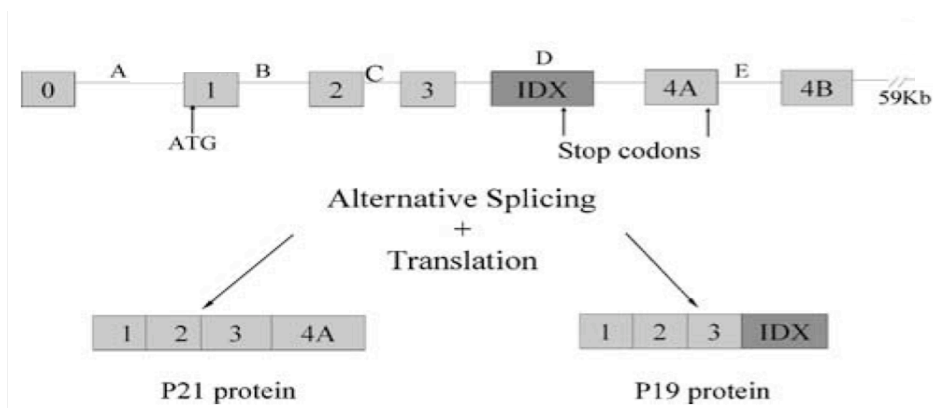 A B C D E
0 1 2 3 IDX 4A 4B
59Kb
ATG
Stop codons
Alternative Splicing
+
Translation
1 2 3 4A
1 2 3 IDX
P21 protein
P19 protein